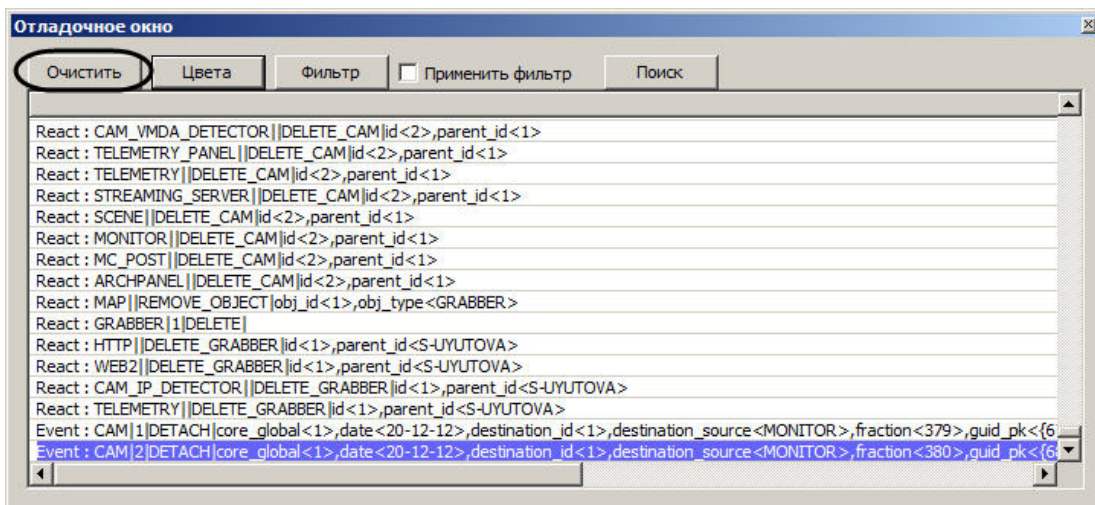 Отладочное окно
Очистить Цвета Фильтр Применить фильтр Поиск
React : CAM_VMDA_DETECTOR||DELETE_CAM|id<2>,parent_id<1>
React : TELEMETRY_PANEL||DELETE_CAM|id<2>,parent_id<1>
React : TELEMETRY||DELETE_CAM|id<2>,parent_id<1>
React : STREAMING_SERVER||DELETE_CAM|id<2>,parent_id<1>
React : SCENE||DELETE_CAM|id<2>,parent_id<1>
React : MONITOR||DELETE_CAM|id<2>,parent_id<1>
React : MC_POST||DELETE_CAM|id<2>,parent_id<1>
React : ARCHPANEL||DELETE_CAM|id<2>,parent_id<1>
React : MAP||REMOVE_OBJECT|obj_id<1>,obj_type<GRABBER>
React : GRABBER|1|DELETE|
React : HTTP||DELETE_GRABBER|id<1>,parent_id<S-UYUTOVA>
React : WEB2||DELETE_GRABBER|id<1>,parent_id<S-UYUTOVA>
React : CAM_IP_DETECTOR||DELETE_GRABBER|id<1>,parent_id<S-UYUTOVA>
React : TELEMETRY||DELETE_GRABBER|id<1>,parent_id<S-UYUTOVA>
Event : CAM|1|DETACH|core_global<1>,date<20-12-12>,destination_id<1>,destination_source<MONITOR>,fraction<379>,guid_pk<{6
Event : CAM|2|DETACH|core_global<1>,date<20-12-12>,destination_id<1>,destination_source<MONITOR>,fraction<380>,guid_pk<{6